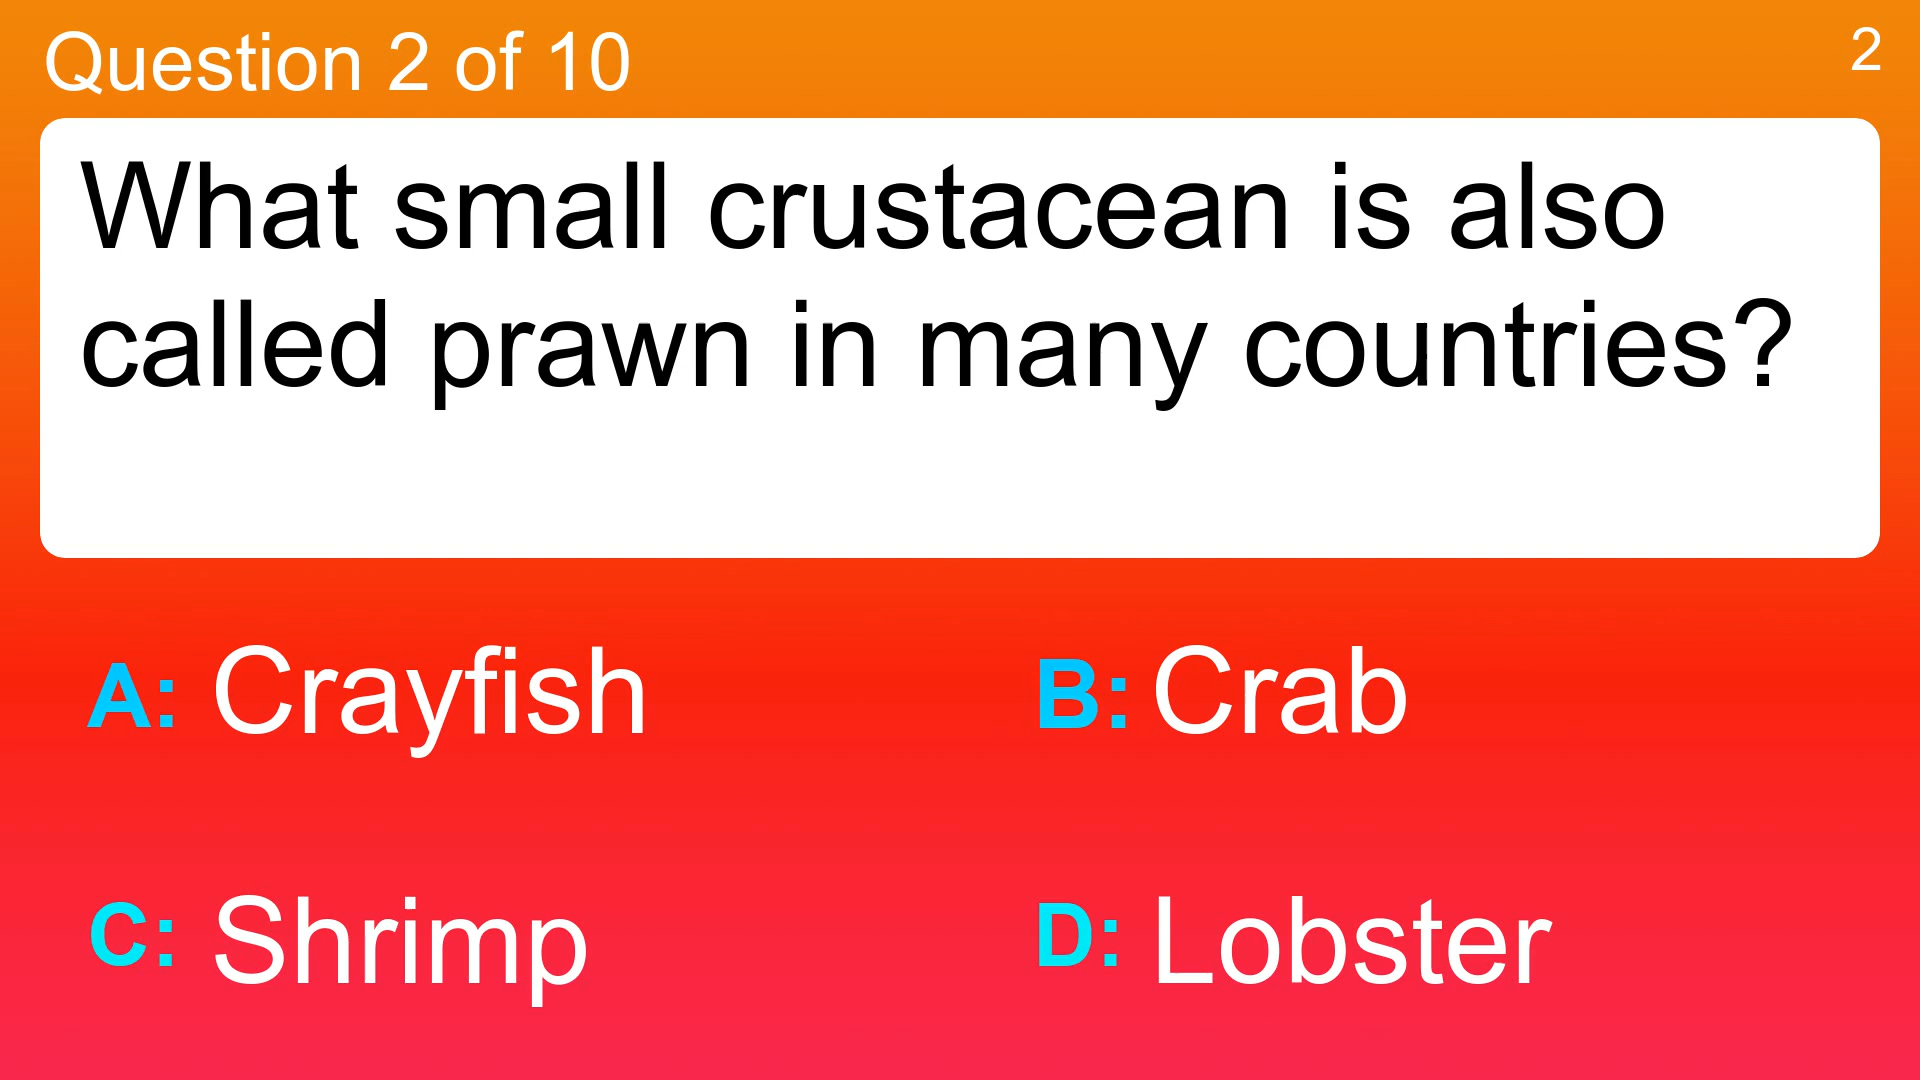 Question 2 of 10
2
What small crustacean is also
called prawn in many countries?
A: Crayfish
B: Crab
C: Shrimp
D: Lobster